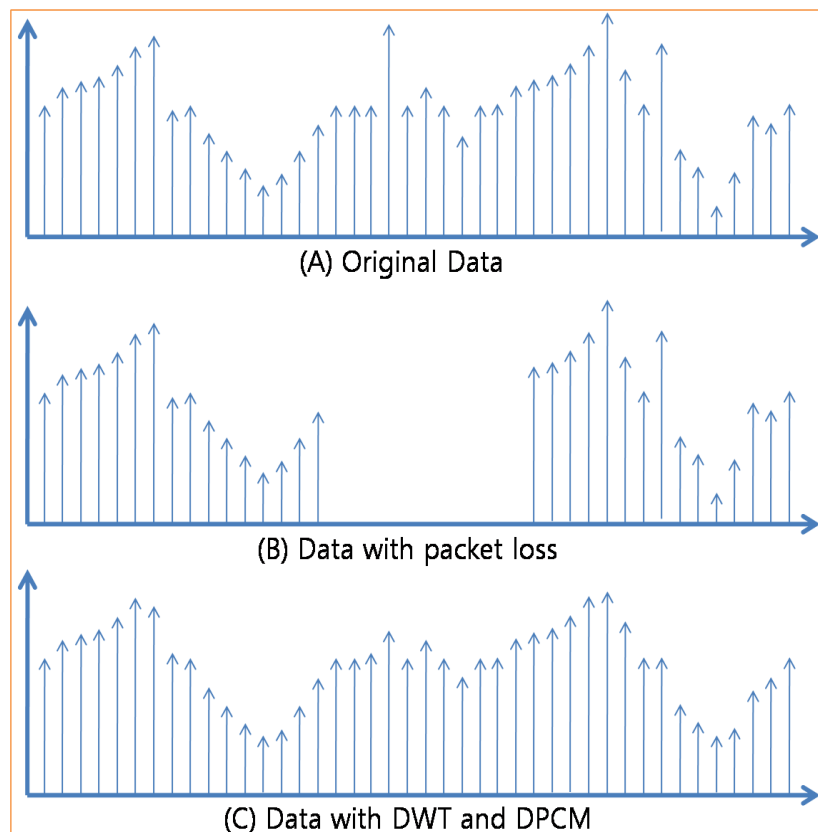 (A) Original Data
(B) Data with packet loss
(C) Data with DWT and DPCM